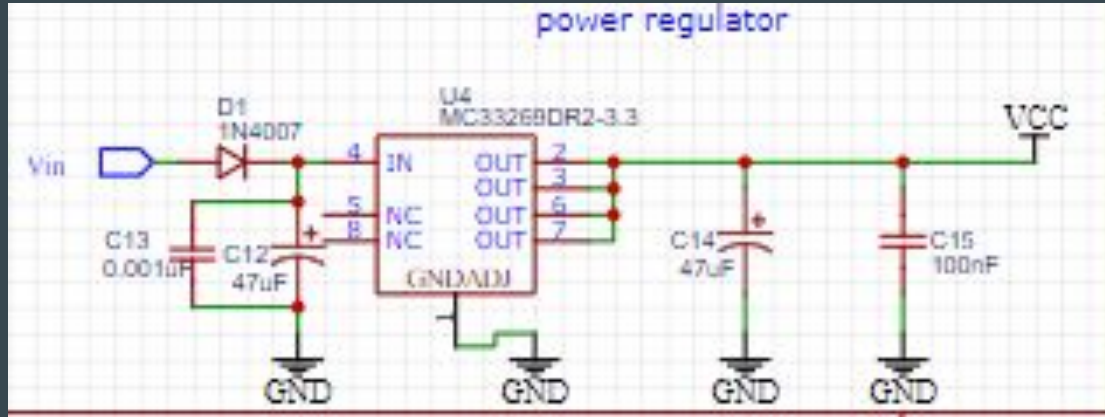 power regulator
U4
MC33269DR2-3.3
D1
1N4007
VCC
Vin
4
IN
OUT
2
OUT
3
5
NC
OUT
6
8
NC
OUT
7
C13
0.001uF
C12
47uF
GNDADJ
C14
47uF
C15
100nF
GND
GND
GND
GND